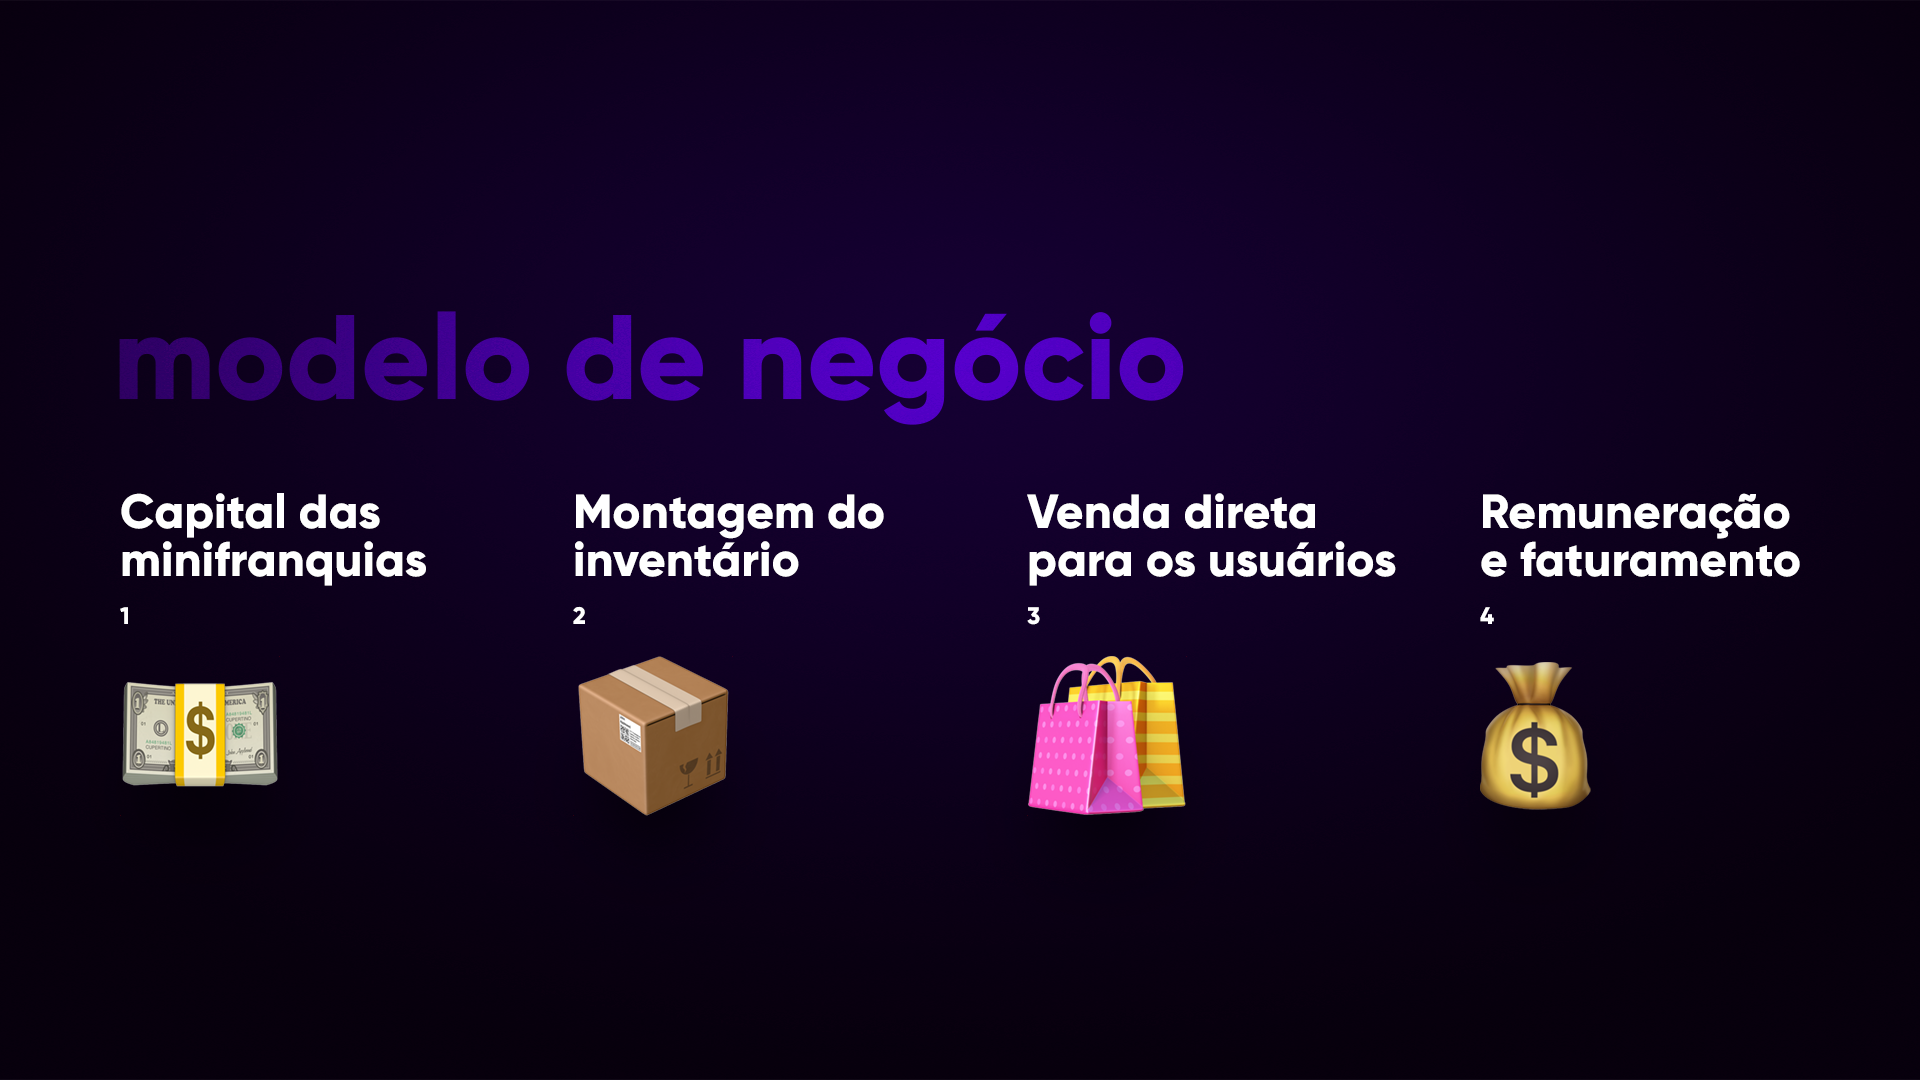 modelo de negócio
Capital das
minifranquias
1
Montagem do
inventário
2
Venda direta
para os usuários
3
Remuneração
e faturamento
4
$
$